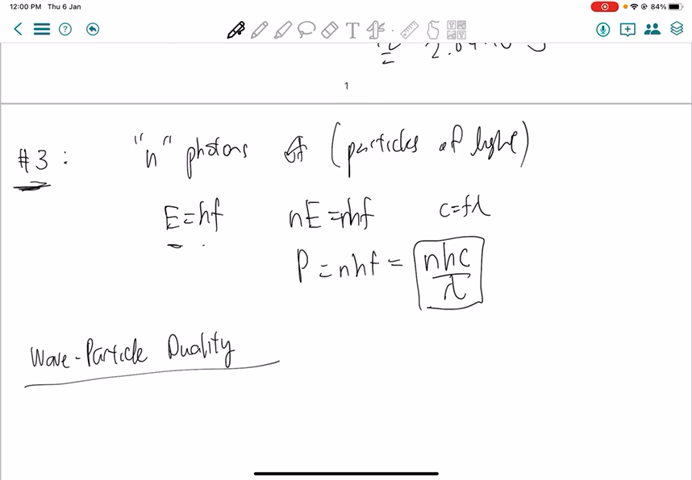 12:00 PM Thu 6 Jan
84%
1
#3: "n" photons (particles of light)
E=hf nE=nhf c=fλ
P=nhf=nhc/λ
Wave-Particle Duality